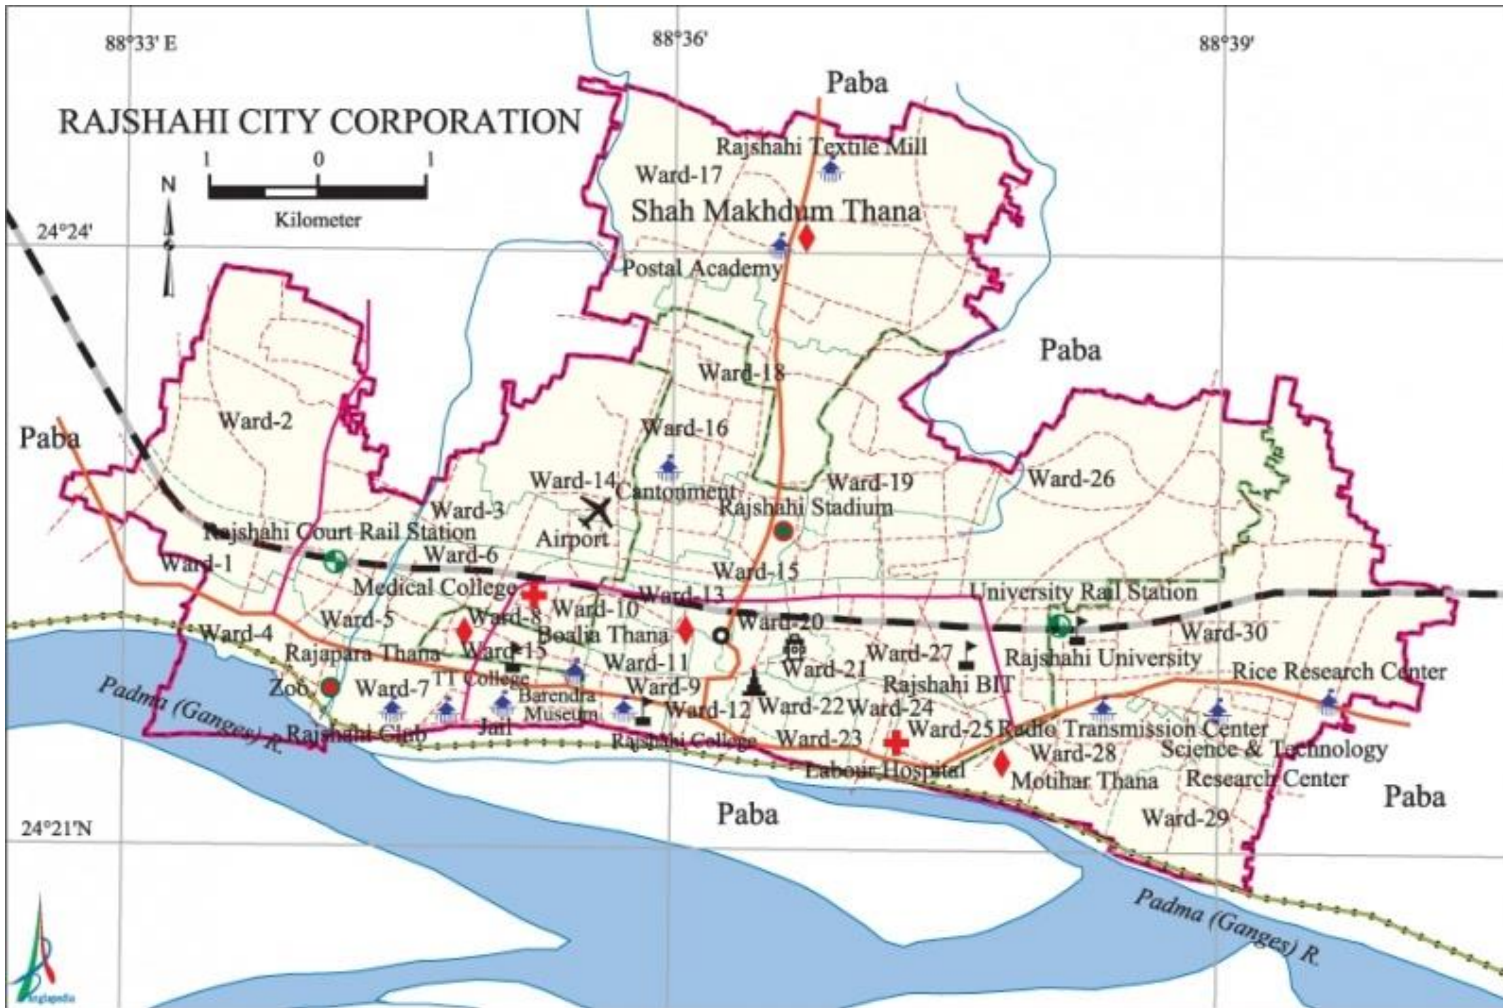 88°33' E
88°36'
88°39'
Paba
RAJSHAHI CITY CORPORATION
1 0 1
Kilometer
N
Rajshahi Textile Mill
Ward-17
Shah Makhdum Thana
24°24'
Postal Academy
Paba
Ward-18
Ward-2
Ward-16
Paba
Ward-14
Cantonment
Ward-19
Ward-26
Ward-3
Rajshahi Stadium
Rajshahi Court Rail Station
Airport
Ward-1
Ward-6
Ward-15
Medical College
Ward-13
University Rail Station
Ward-5
Ward-8
Ward-10
Ward-20
Ward-4
Boalia Thana
Ward-30
Rajapara Thana
Ward-15
Ward-11
Ward-21
Ward-27
Rajshahi University
Rice Research Center
TT College
Rajshahi BIT
Zoo
Ward-7
Barendra
Museum
Ward-9
Ward-12
Ward-22
Ward-24
Padma (Ganges) R.
Rajshahi Club
Jail
Rajshahi College
Ward-23
Ward-25
Radio Transmission Center
Ward-28
Science & Technology
Research Center
Labour Hospital
Motihar Thana
Paba
Paba
Ward-29
24°21'N
Padma (Ganges) R.
anglapedia